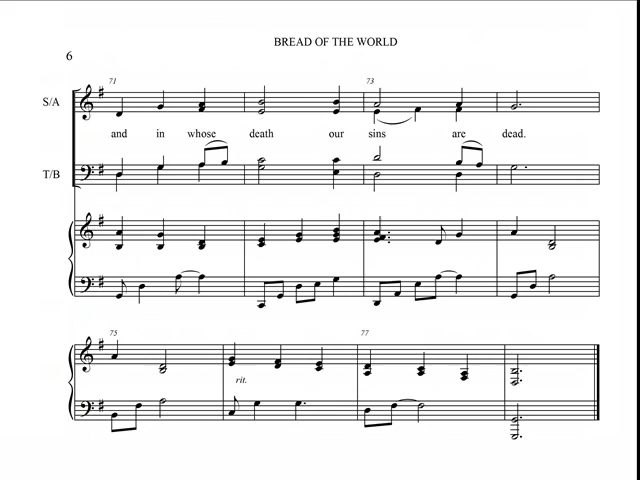 BREAD OF THE WORLD
6
71
73
S/A
and in whose death our sins are dead.
T/B
75
77
rit.